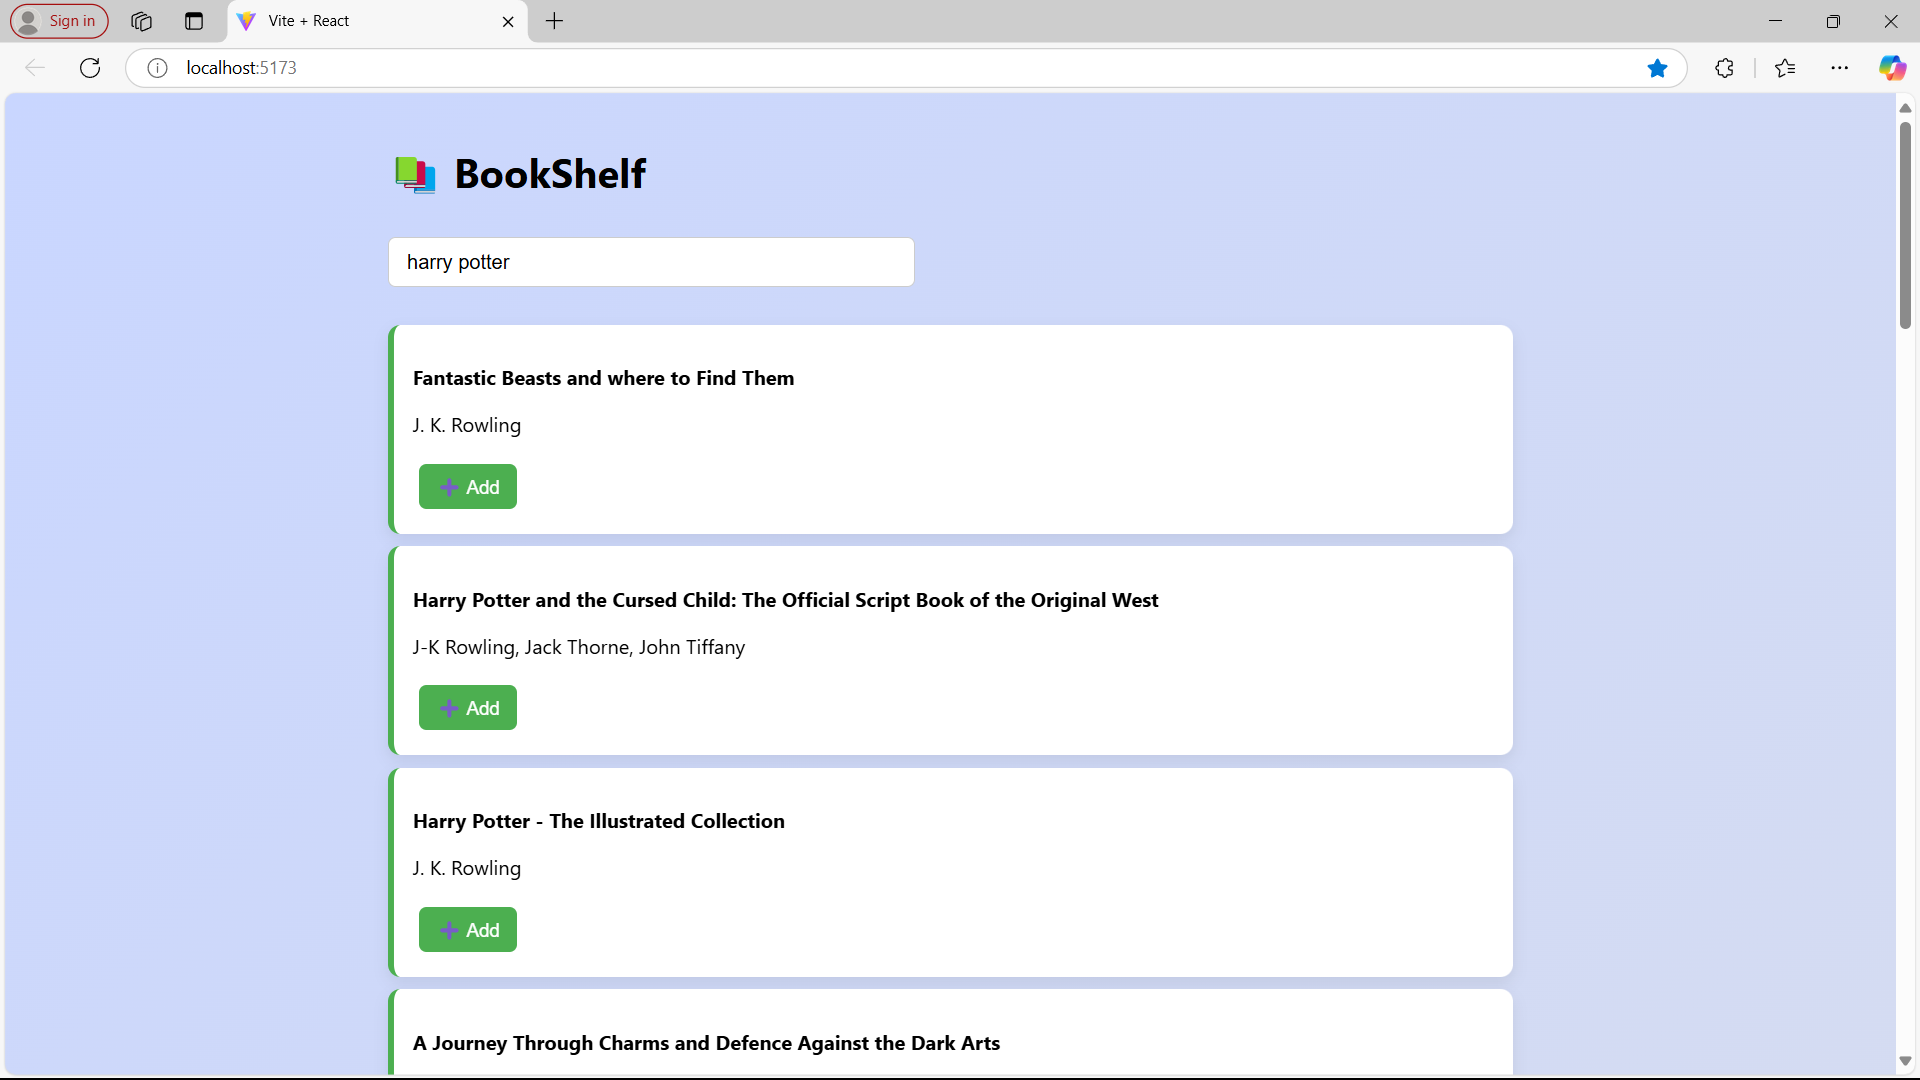 Sign in
Vite + React
localhost:5173
BookShelf
harry potter
Fantastic Beasts and where to Find Them
J. K. Rowling
Add
Harry Potter and the Cursed Child: The Official Script Book of the Original West
J-K Rowling, Jack Thorne, John Tiffany
Add
Harry Potter - The Illustrated Collection
J. K. Rowling
Add
A Journey Through Charms and Defence Against the Dark Arts